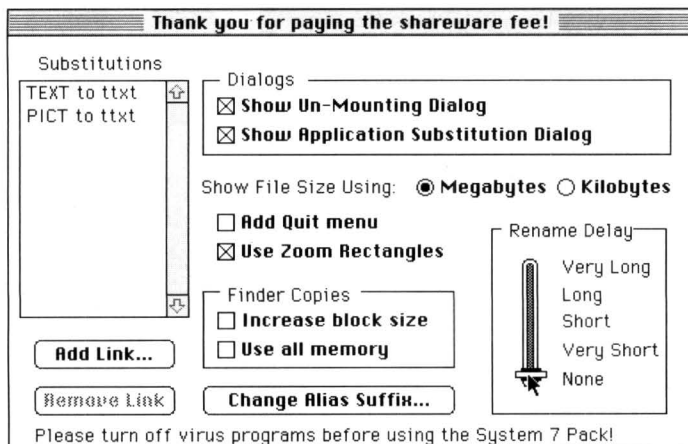 Thank you for paying the shareware fee!
Substitutions
TEXT to ttxt
PICT to ttxt
Add Link...
Remove Link
Dialogs
Show Un-Mounting Dialog
Show Application Substitution Dialog
Show File Size Using: Megabytes Kilobytes
Add Quit menu
Use Zoom Rectangles
Finder Copies
Increase block size
Use all memory
Change Alias Suffix...
Rename Delay
Very Long
Long
Short
Very Short
None
Please turn off virus programs before using the System 7 Pack!